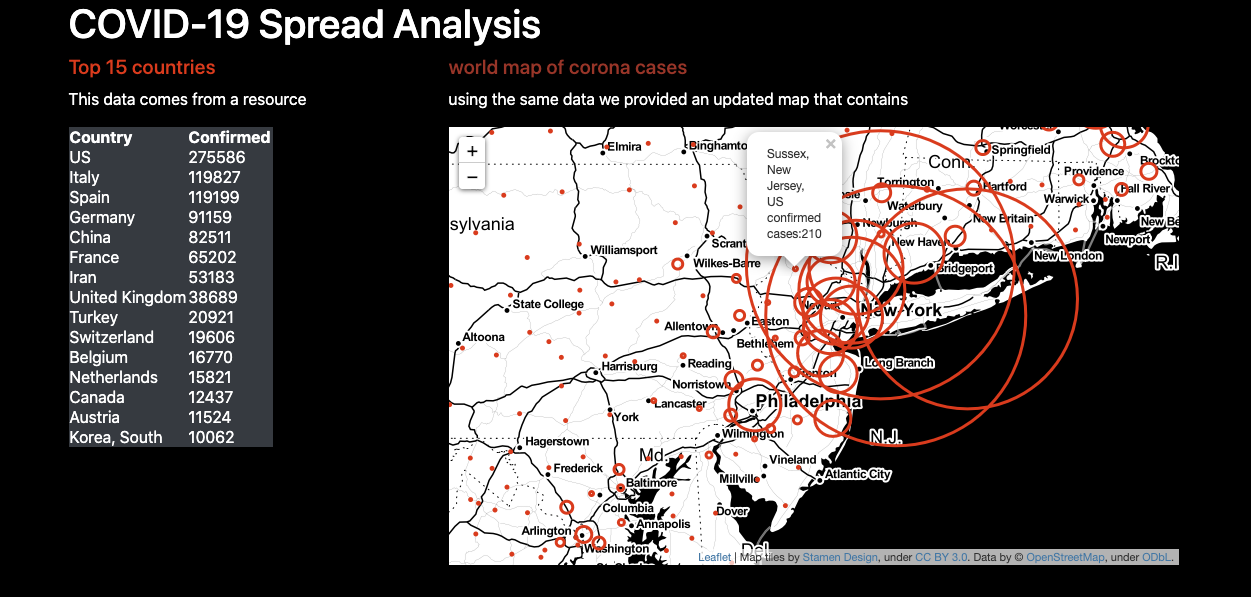 COVID-19 Spread Analysis
Top 15 countries
This data comes from a resource
Country Confirmed
US 275586
Italy 119827
Spain 119199
Germany 91159
China 82511
France 65202
Iran 53183
United Kingdom 38689
Turkey 20921
Switzerland 19606
Belgium 16770
Netherlands 15821
Canada 12437
Austria 11524
Korea, South 10062
world map of corona cases
using the same data we provided an updated map that contains
+
−
×
Sussex,
New
Jersey,
US
confirmed
cases:210
Elmira
Binghamto
Conn.
Springfield
Brockto
Providence
Torrington
Hartford
Fall River
sie
Waterbury
Warwick
sylvania
Newburgh
New Britain
New Be
Williamsport
Scrant
New Haven
Newport
New London
R.I
Wilkes-Barre
Bridgeport
State College
Newark
New York
Allentown
Easton
Altoona
Bethlehem
Long Branch
Harrisburg
Reading
Trenton
Norristown
Lancaster
Philadelphia
York
Wilmington
N.J.
Hagerstown
Md.
Vineland
Frederick
Millville
Atlantic City
Baltimore
Columbia
Dover
Arlington
Annapolis
Washington
Del.
Leaflet | Map tiles by Stamen Design, under CC BY 3.0. Data by © OpenStreetMap, under ODbL.